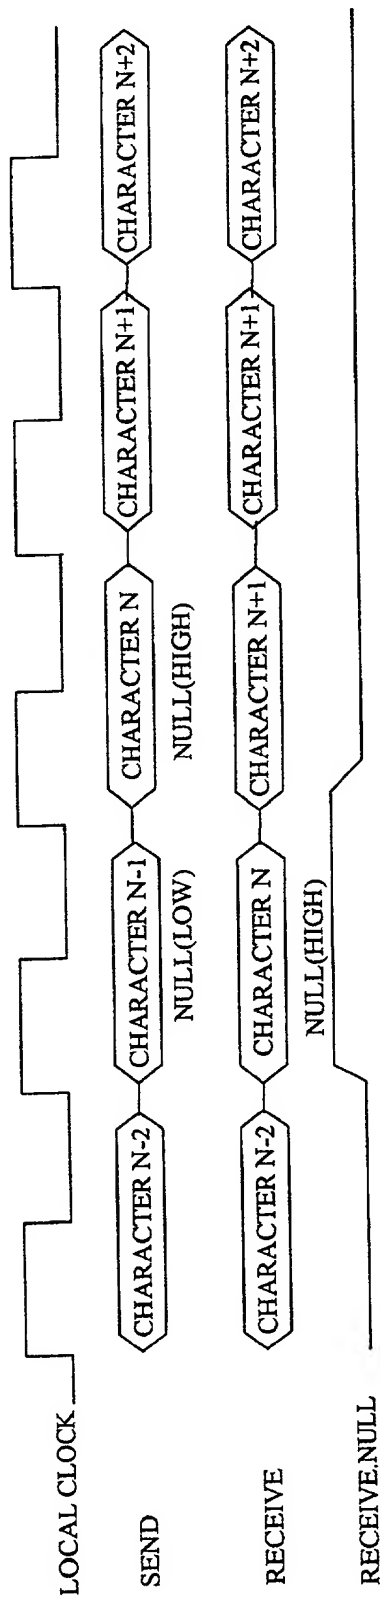 LOCAL CLOCK
SEND
CHARACTER N-2
CHARACTER N-1
CHARACTER N
CHARACTER N+1
CHARACTER N+2
NULL(LOW)
NULL(HIGH)
RECEIVE
CHARACTER N-2
CHARACTER N
CHARACTER N+1
CHARACTER N+1
CHARACTER N+2
NULL(HIGH)
RECEIVE.NULL